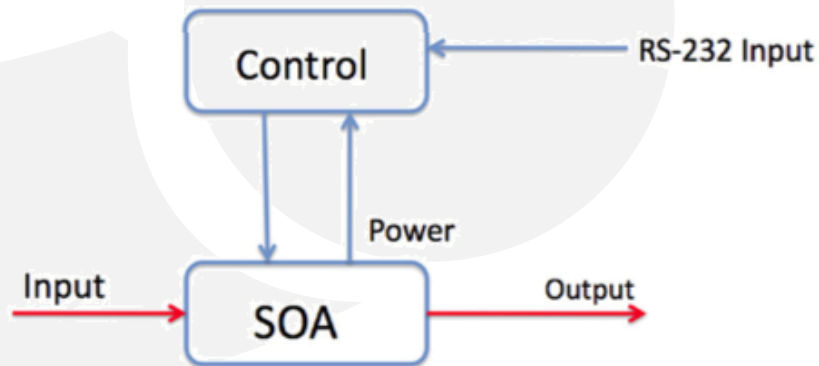 Control
RS-232 Input
Power
Input
Output
SOA